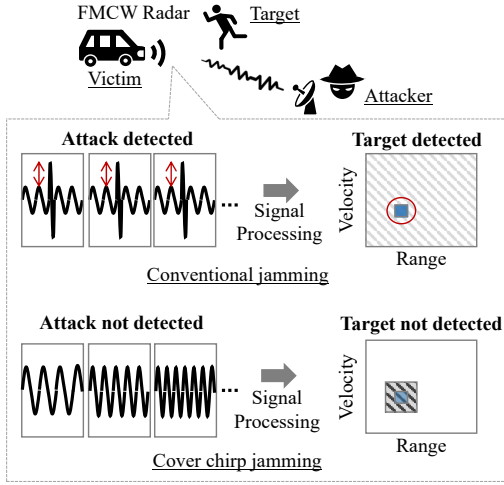 FMCW Radar
Target
Victim
Attacker
Attack detected
Target detected
...
Signal
Processing
Velocity
Range
Conventional jamming
Attack not detected
Target not detected
...
Signal
Processing
Velocity
Range
Cover chirp jamming